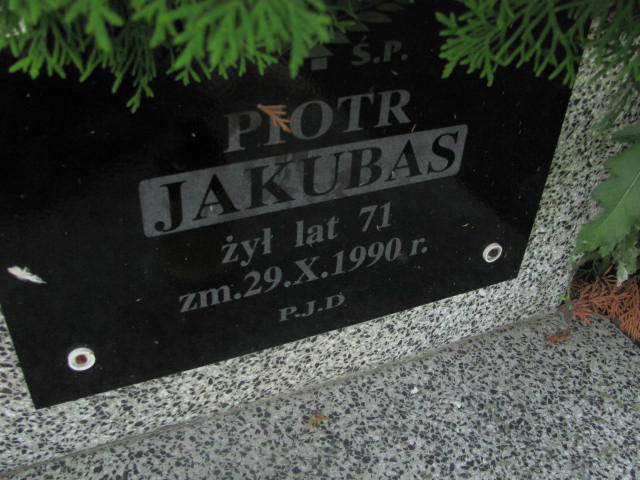 Ś.P.
PIOTR
JAKUBAS
żył lat 71
zm.29.X.1990 r.
P.J.D